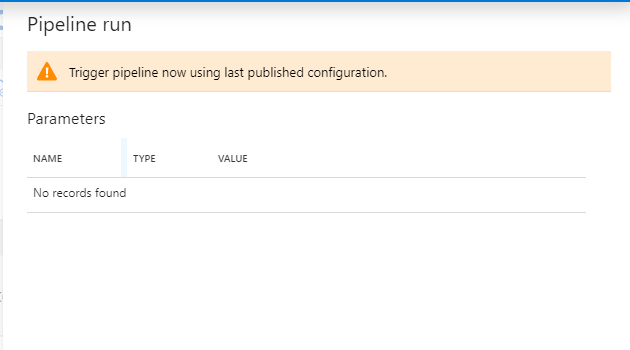 Pipeline run
Trigger pipeline now using last published configuration.
Parameters
NAME TYPE VALUE
No records found